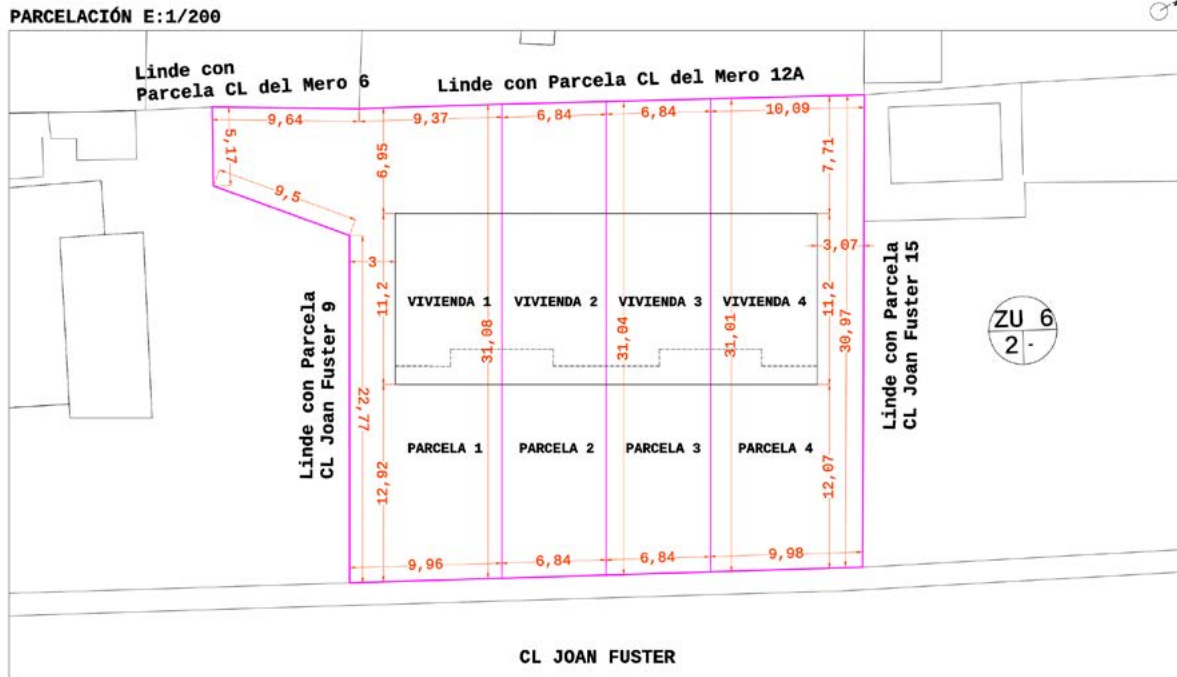 PARCELACIÓN E:1/200
Linde con
Parcela CL del Mero 6
Linde con Parcela CL del Mero 12A
9,64
9,37
6,84
6,84
10,09
5,17
6,95
7,71
9,5
3
3,07
11,2
11,2
VIVIENDA 1
VIVIENDA 2
VIVIENDA 3
VIVIENDA 4
31,08
31,04
31,01
30,97
Linde con Parcela
CL Joan Fuster 9
Linde con Parcela
CL Joan Fuster 15
ZU 6
2 -
22,77
PARCELA 1
PARCELA 2
PARCELA 3
PARCELA 4
12,92
12,07
9,96
6,84
6,84
9,98
CL JOAN FUSTER